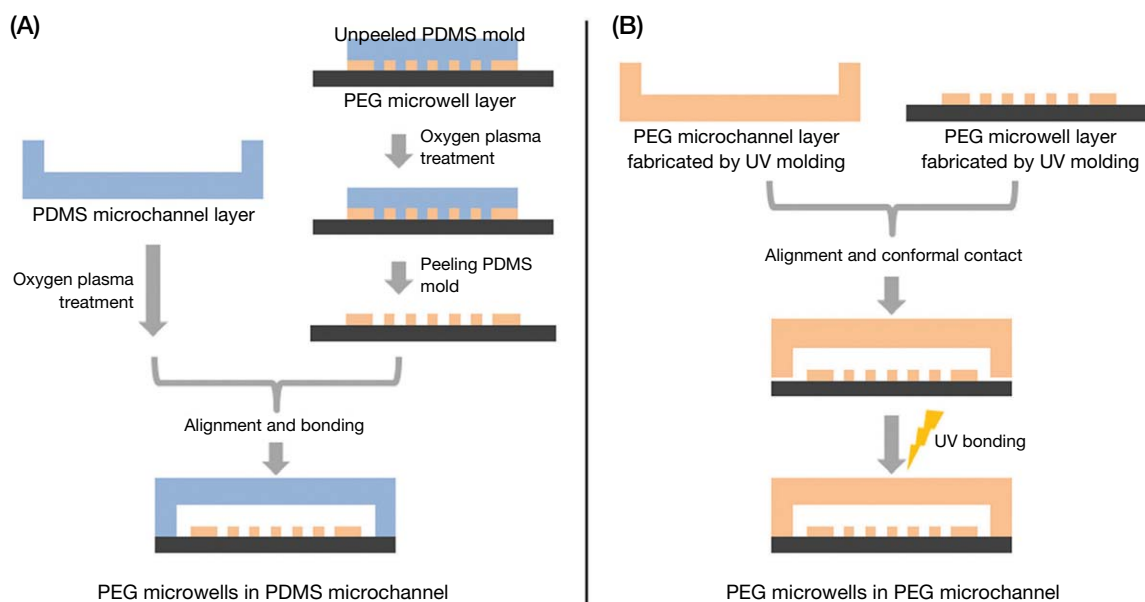 (A)
Unpeeled PDMS mold
PEG microwell layer
Oxygen plasma
treatment
PDMS microchannel layer
Oxygen plasma
treatment
Peeling PDMS
mold
Alignment and bonding
PEG microwells in PDMS microchannel
(B)
PEG microchannel layer
fabricated by UV molding
PEG microwell layer
fabricated by UV molding
Alignment and conformal contact
UV bonding
PEG microwells in PEG microchannel